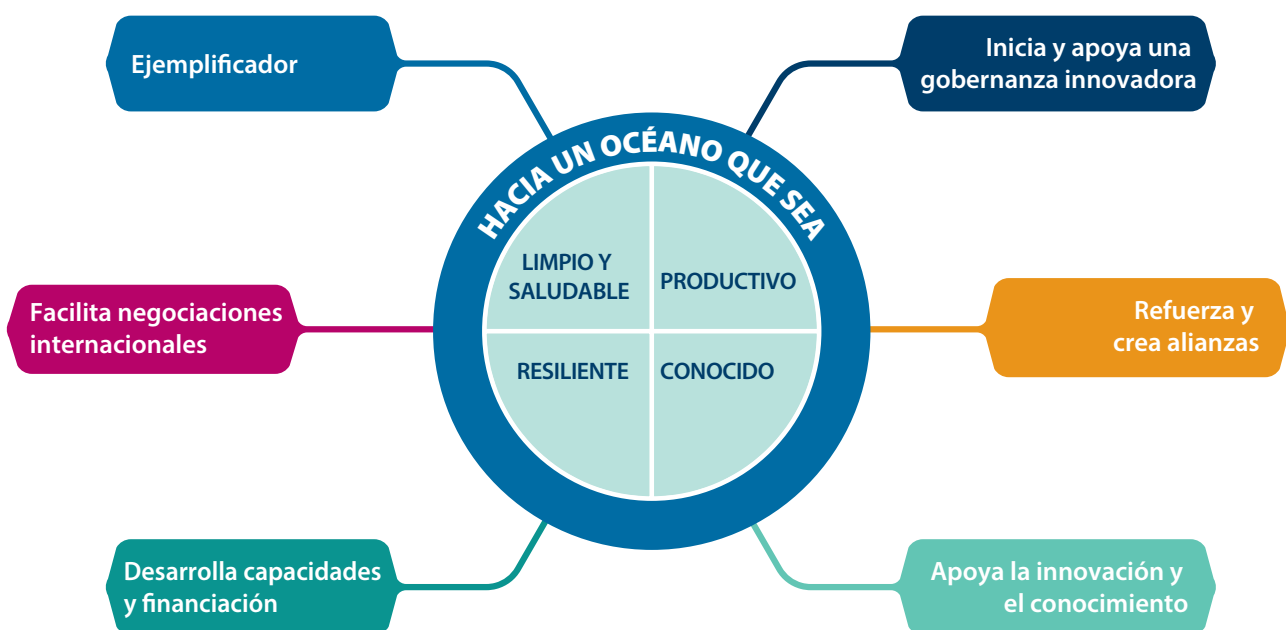 Ejemplificador
Inicia y apoya una
gobernanza innovadora
HACIA UN OCÉANO QUE SEA
LIMPIO Y
SALUDABLE
PRODUCTIVO
Facilita negociaciones
internacionales
Refuerza y
crea alianzas
RESILIENTE
CONOCIDO
Desarrolla capacidades
y financiación
Apoya la innovación y
el conocimiento